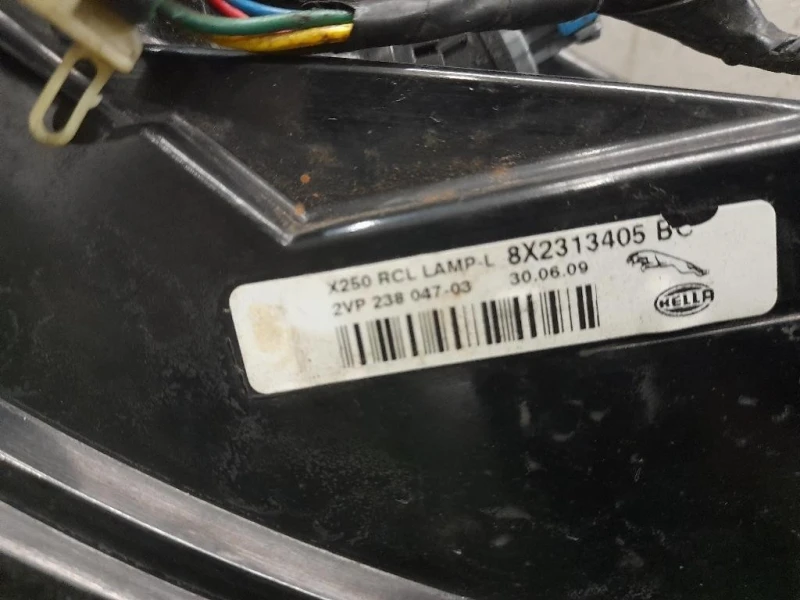 X250 RCL LAMP-L 8X2313405 BC
2VP 238 047-03 30.06.09
HELLA